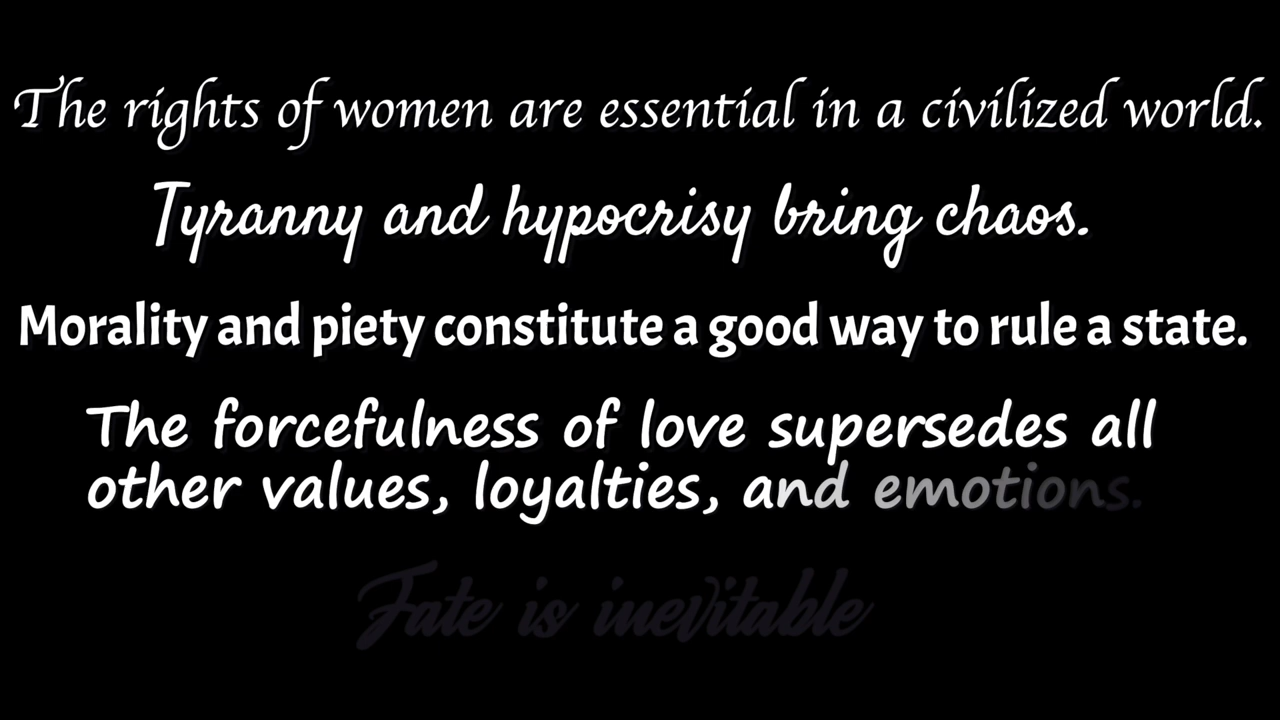 The rights of women are essential in a civilized world.
Tyranny and hypocrisy bring chaos.
Morality and piety constitute a good way to rule a state.
The forcefulness of love supersedes all
other values, loyalties, and emotions.
Fate is inevitable